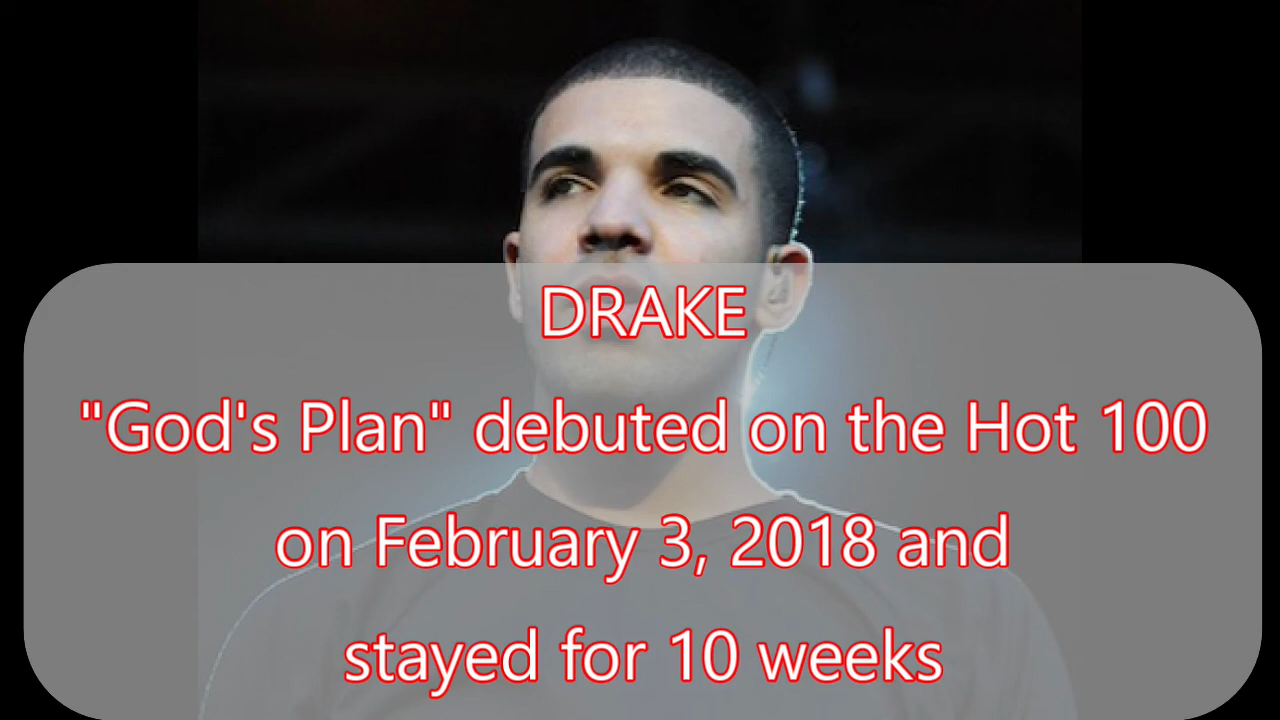 DRAKE
"God's Plan" debuted on the Hot 100
on February 3, 2018 and
stayed for 10 weeks